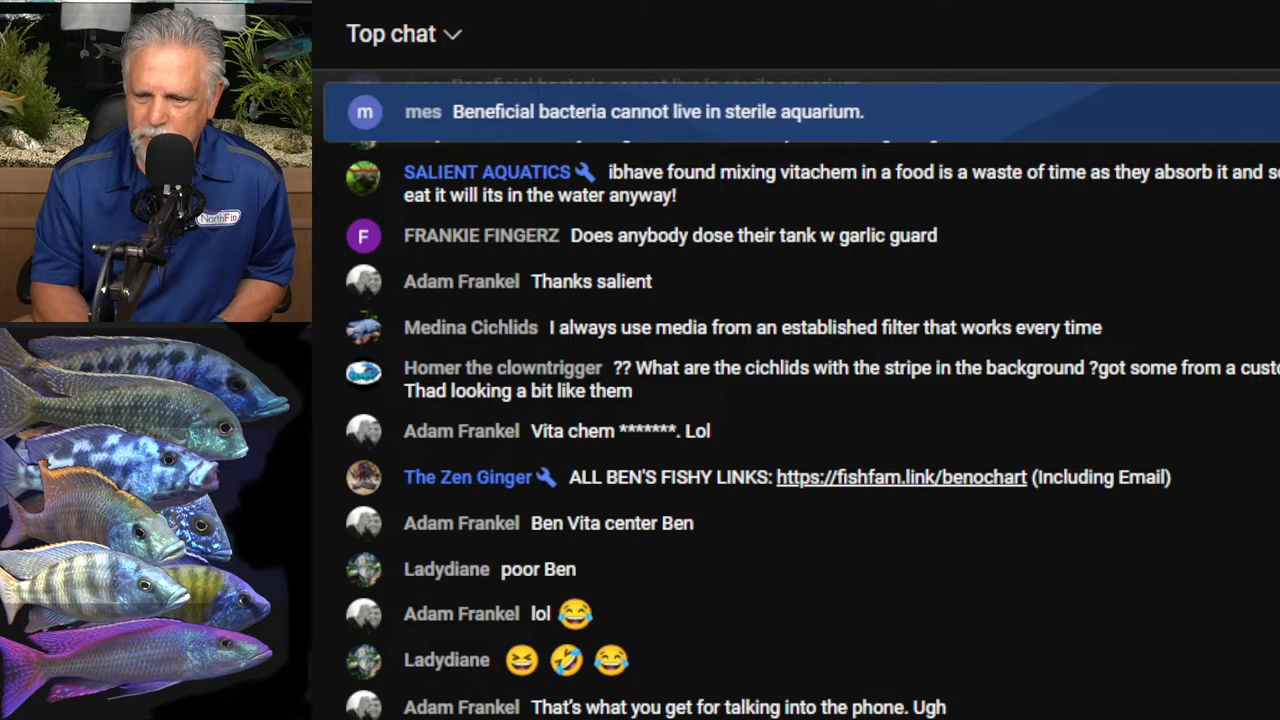 Top chat
m mes Beneficial bacteria cannot live in sterile aquarium.
SALIENT AQUATICS ibhave found mixing vitachem in a food is a waste of time as they absorb it and
eat it will its in the water anyway!
F FRANKIE FINGERZ Does anybody dose their tank w garlic guard
Adam Frankel Thanks salient
Medina Cichlids I always use media from an established filter that works every time
Homer the clowntrigger ?? What are the cichlids with the stripe in the background ?got some from a
Thad looking a bit like them
Adam Frankel Vita chem *******. Lol
The Zen Ginger ALL BEN'S FISHY LINKS: https://fishfam.link/benochart (Including Email)
Adam Frankel Ben Vita center Ben
Ladydiane poor Ben
Adam Frankel lol 😂
Ladydiane 😆 🤣 😂
Adam Frankel That's what you get for talking into the phone. Ugh
NorthFin